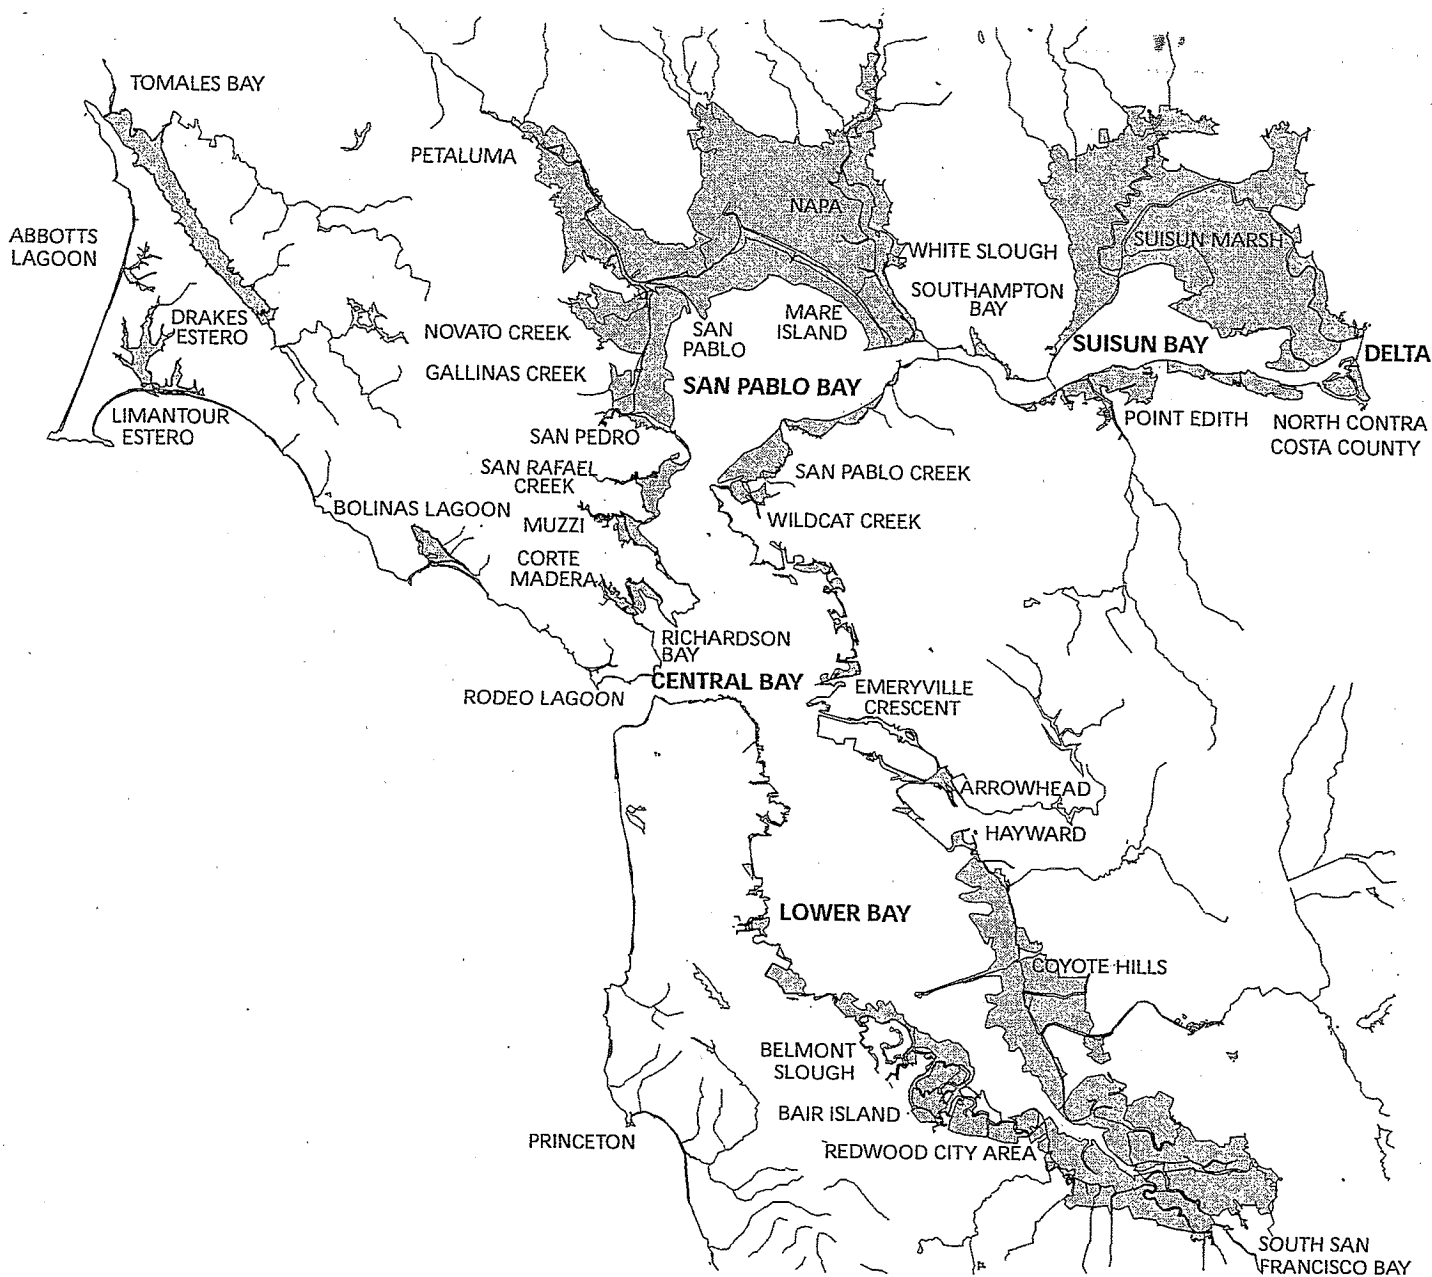 TOMALES BAY
PETALUMA
NAPA
ABBOTTS
LAGOON
WHITE SLOUGH
SUISUN MARSH
SOUTHAMPTON
BAY
DRAKES
ESTERO
NOVATO CREEK
SAN
PABLO
MARE
ISLAND
SUISUN BAY
DELTA
GALLINAS CREEK
SAN PABLO BAY
LIMANTOUR
ESTERO
POINT EDITH
NORTH CONTRA
COSTA COUNTY
SAN PEDRO
SAN RAFAEL
CREEK
SAN PABLO CREEK
BOLINAS LAGOON
MUZZI
WILDCAT CREEK
CORTE
MADERA
RICHARDSON
BAY
CENTRAL BAY
RODEO LAGOON
EMERYVILLE
CRESCENT
ARROWHEAD
HAYWARD
LOWER BAY
COYOTE HILLS
BELMONT
SLOUGH
BAIR ISLAND
PRINCETON
REDWOOD CITY AREA
SOUTH SAN
FRANCISCO BAY